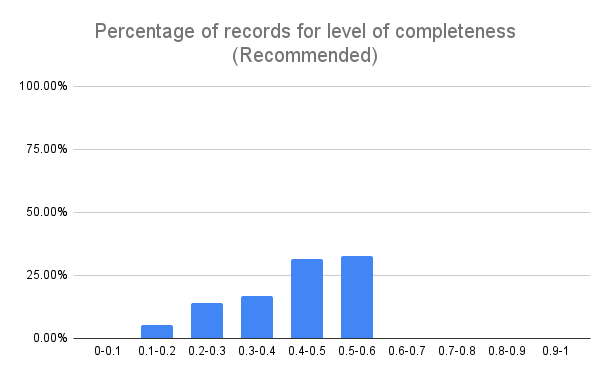 Percentage of records for level of completeness
(Recommended)
100.00%
75.00%
50.00%
25.00%
0.00%
0-0.1 0.1-0.2 0.2-0.3 0.3-0.4 0.4-0.5 0.5-0.6 0.6-0.7 0.7-0.8 0.8-0.9 0.9-1